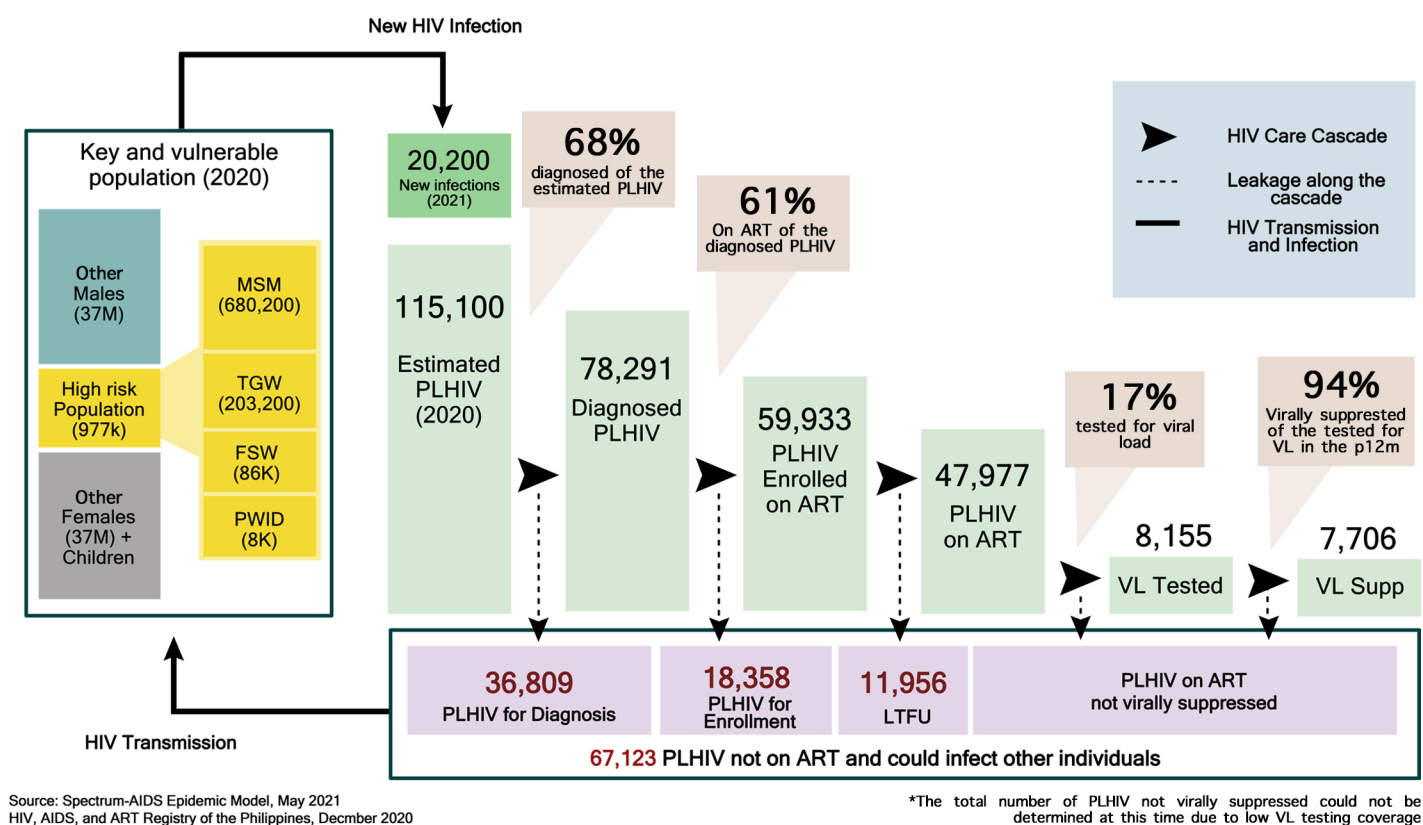 New HIV Infection
Key and vulnerable
population (2020)
Other
Males
(37M)
High risk
Population
(977k)
Other
Females
(37M) +
Children
MSM
(680,200)
TGW
(203,200)
FSW
(86K)
PWID
(8K)
20,200
New infections
(2021)
115,100
Estimated
PLHIV
(2020)
68%
diagnosed of the
estimated PLHIV
78,291
Diagnosed
PLHIV
61%
On ART of the
diagnosed PLHIV
59,933
PLHIV
Enrolled
on ART
47,977
PLHIV
on ART
17%
tested for viral
load
8,155
VL Tested
94%
Virally supprested
of the tested for
VL in the p12m
7,706
VL Supp
HIV Care Cascade
Leakage along the
cascade
HIV Transmission
and Infection
36,809
PLHIV for Diagnosis
18,358
PLHIV for
Enrollment
11,956
LTFU
PLHIV on ART
not virally suppressed
67,123 PLHIV not on ART and could infect other individuals
HIV Transmission
Source: Spectrum-AIDS Epidemic Model, May 2021
HIV, AIDS, and ART Registry of the Philippines, Decmber 2020
*The total number of PLHIV not virally suppressed could not be
determined at this time due to low VL testing coverage